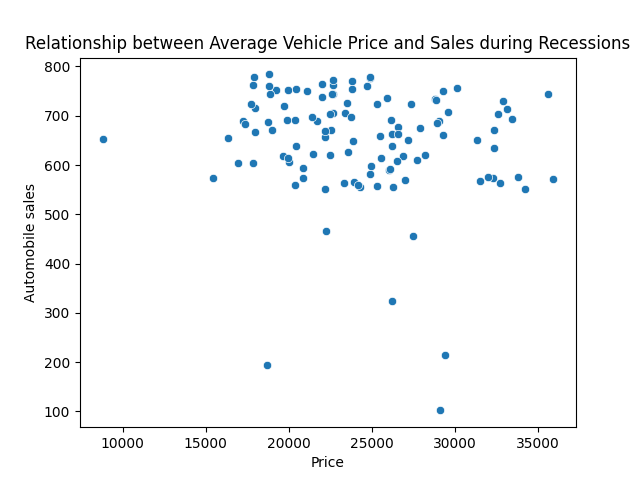 Relationship between Average Vehicle Price and Sales during Recessions
800
700
600
500
400
300
200
100
Automobile sales
10000 15000 20000 25000 30000 35000
Price